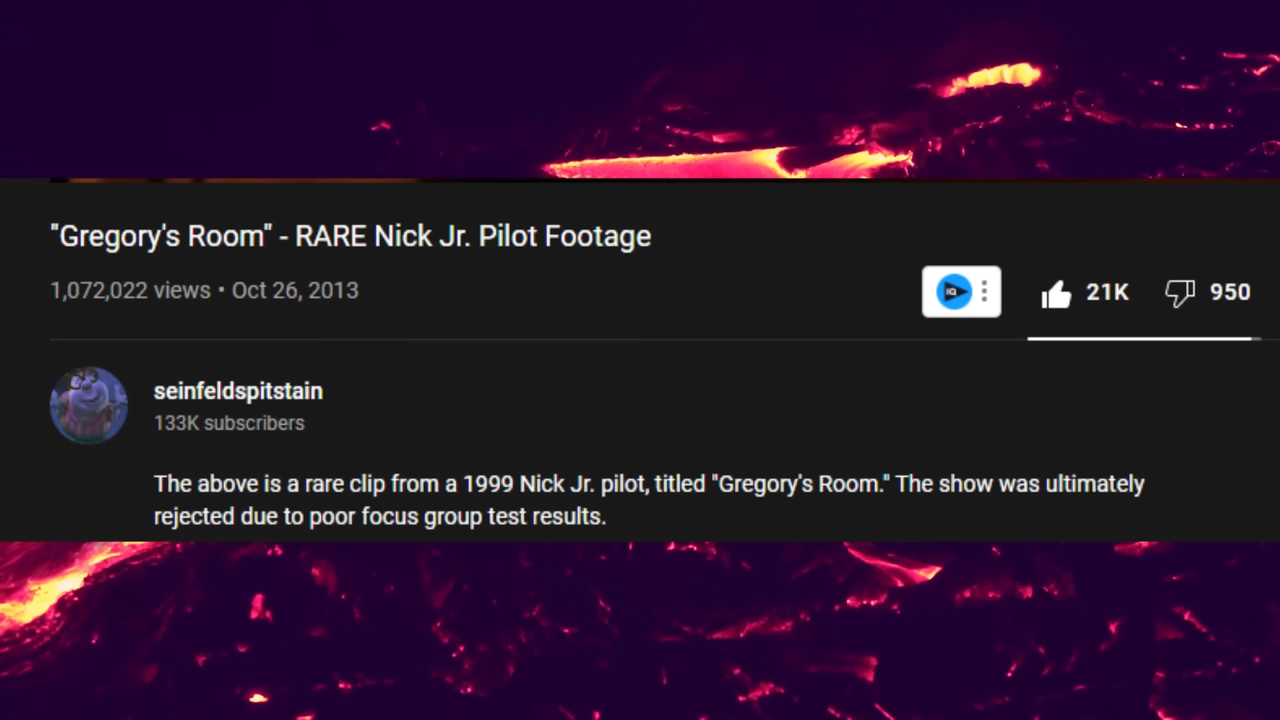 "Gregory's Room" - RARE Nick Jr. Pilot Footage
1,072,022 views • Oct 26, 2013
IQ
21K
950
seinfeldspitstain
133K subscribers
The above is a rare clip from a 1999 Nick Jr. pilot, titled "Gregory's Room." The show was ultimately
rejected due to poor focus group test results.